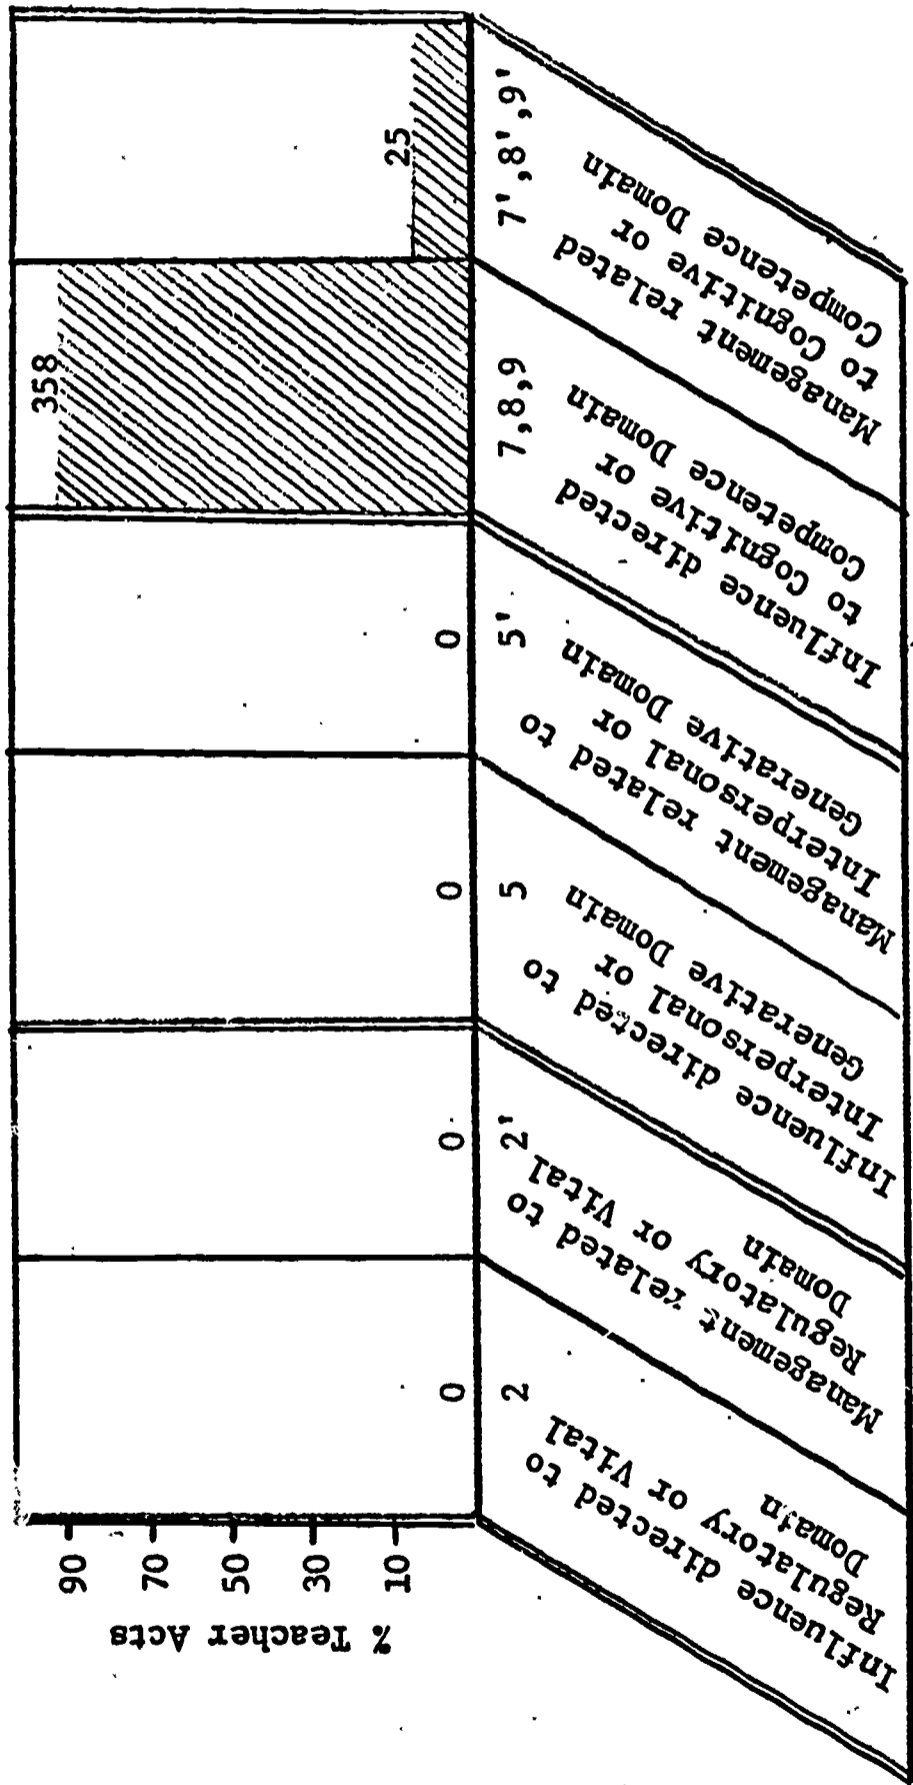 % Teacher Acts
90
70
50
30
10
0
0
0
0
358
25
2
2'
5
5'
7,8,9
7',8',9'
Influence directed to
Regulatory or Vital
Domain
Management related to
Regulatory or Vital
Domain
Influence directed to
Interpersonal or
Generative Domain
Management related to
Interpersonal or
Generative Domain
Influence directed
to Cognitive or
Competence Domain
Management related
to Cognitive or
Competence Domain